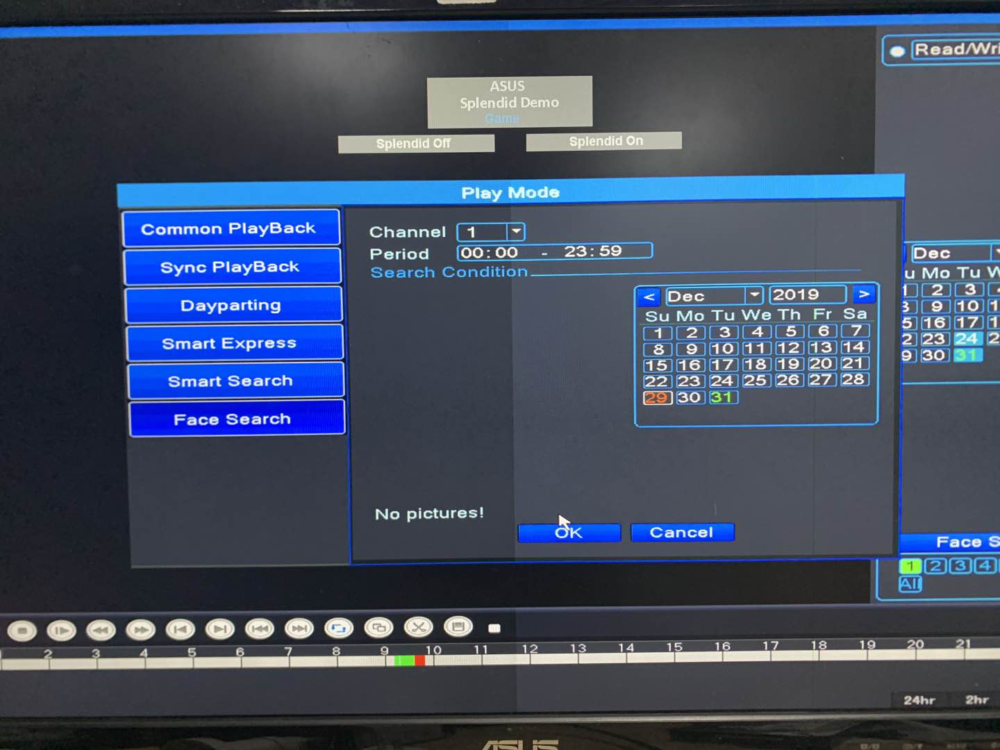 Read/Wri
ASUS
Splendid Demo
Game
Splendid Off
Splendid On
Play Mode
Common PlayBack
Sync PlayBack
Dayparting
Smart Express
Smart Search
Face Search
Channel 1
Period 00:00 - 23:59
Search Condition
< Dec 2019 >
Su Mo Tu We Th Fr Sa
1 2 3 4 5 6 7
8 9 10 11 12 13 14
15 16 17 18 19 20 21
22 23 24 25 26 27 28
29 30 31
No pictures!
OK
Cancel
Dec
u Mo Tu W
1 2 3
9 10 1
5 16 17 1
2 23 24 2
9 30 31
Face S
1 2 3 4
All
2 3 4 5 6 7 8 9 10 11 12 13 14 15 16 17 18 19 20 21
24hr 2hr
ASUS